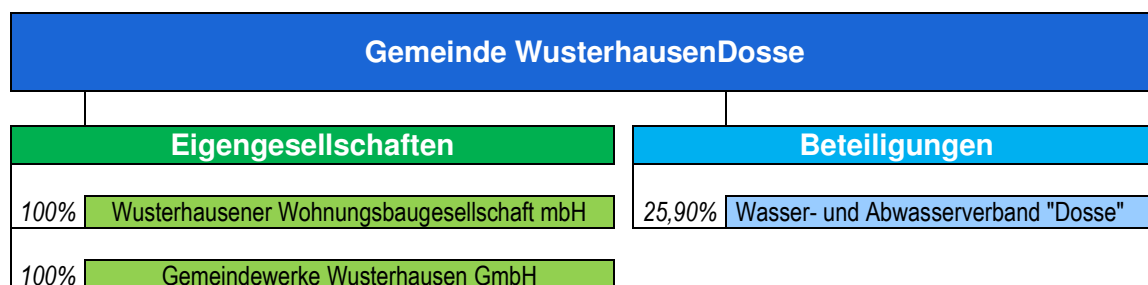 Gemeinde WusterhausenDosse
Eigengesellschaften
Beteiligungen
100% Wusterhausener Wohnungsbaugesellschaft mbH
25,90% Wasser- und Abwasserverband "Dosse"
100% Gemeindewerke Wusterhausen GmbH